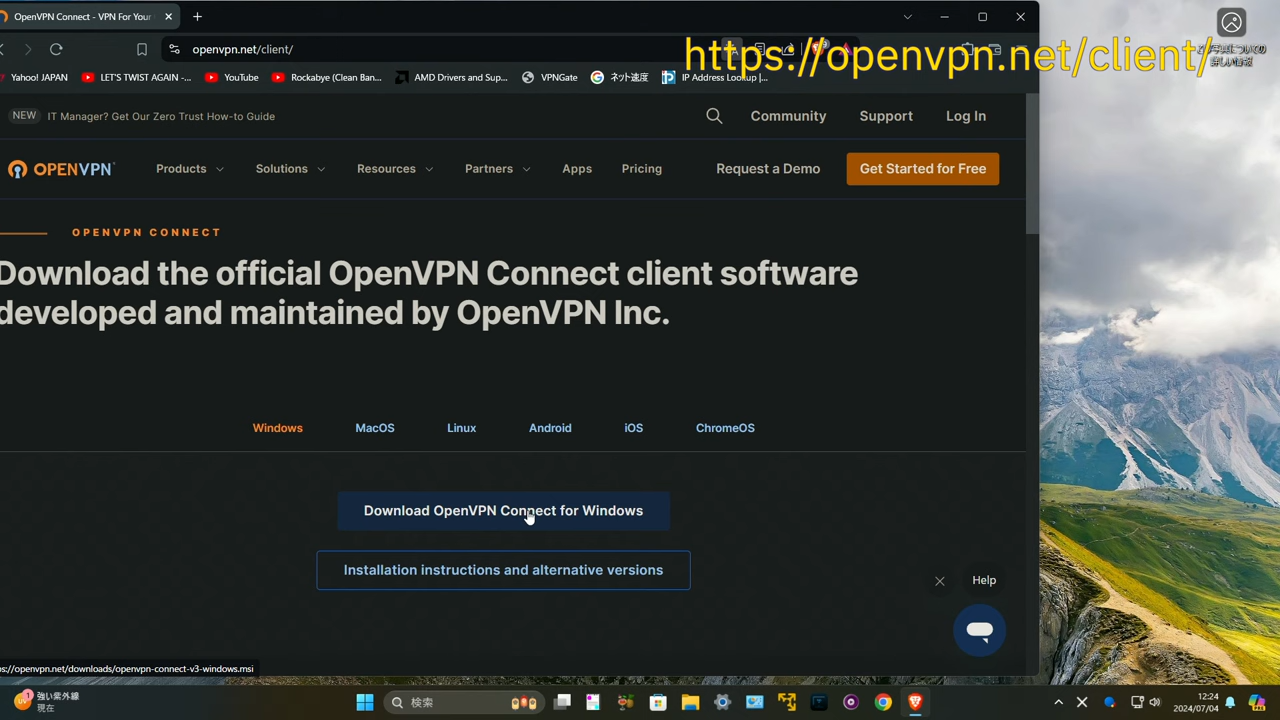 OpenVPN Connect - VPN For Your
openvpn.net/client/
https://openvpn.net/client/
詳しい情報
Yahoo! JAPAN
LET'S TWIST AGAIN -...
YouTube
Rockabye (Clean Ban...
AMD Drivers and Sup...
VPNGate
ネット速度
IP Address Lookup |...
NEW
IT Manager? Get Our Zero Trust How-to Guide
Community
Support
Log In
OPENVPN
Products
Solutions
Resources
Partners
Apps
Pricing
Request a Demo
Get Started for Free
OPENVPN CONNECT
Download the official OpenVPN Connect client software
developed and maintained by OpenVPN Inc.
Windows
MacOS
Linux
Android
iOS
ChromeOS
Download OpenVPN Connect for Windows
Installation instructions and alternative versions
Help
ps://openvpn.net/downloads/openvpn-connect-v3-windows.msi
強い紫外線
現在
検索
12:24
2024/07/04